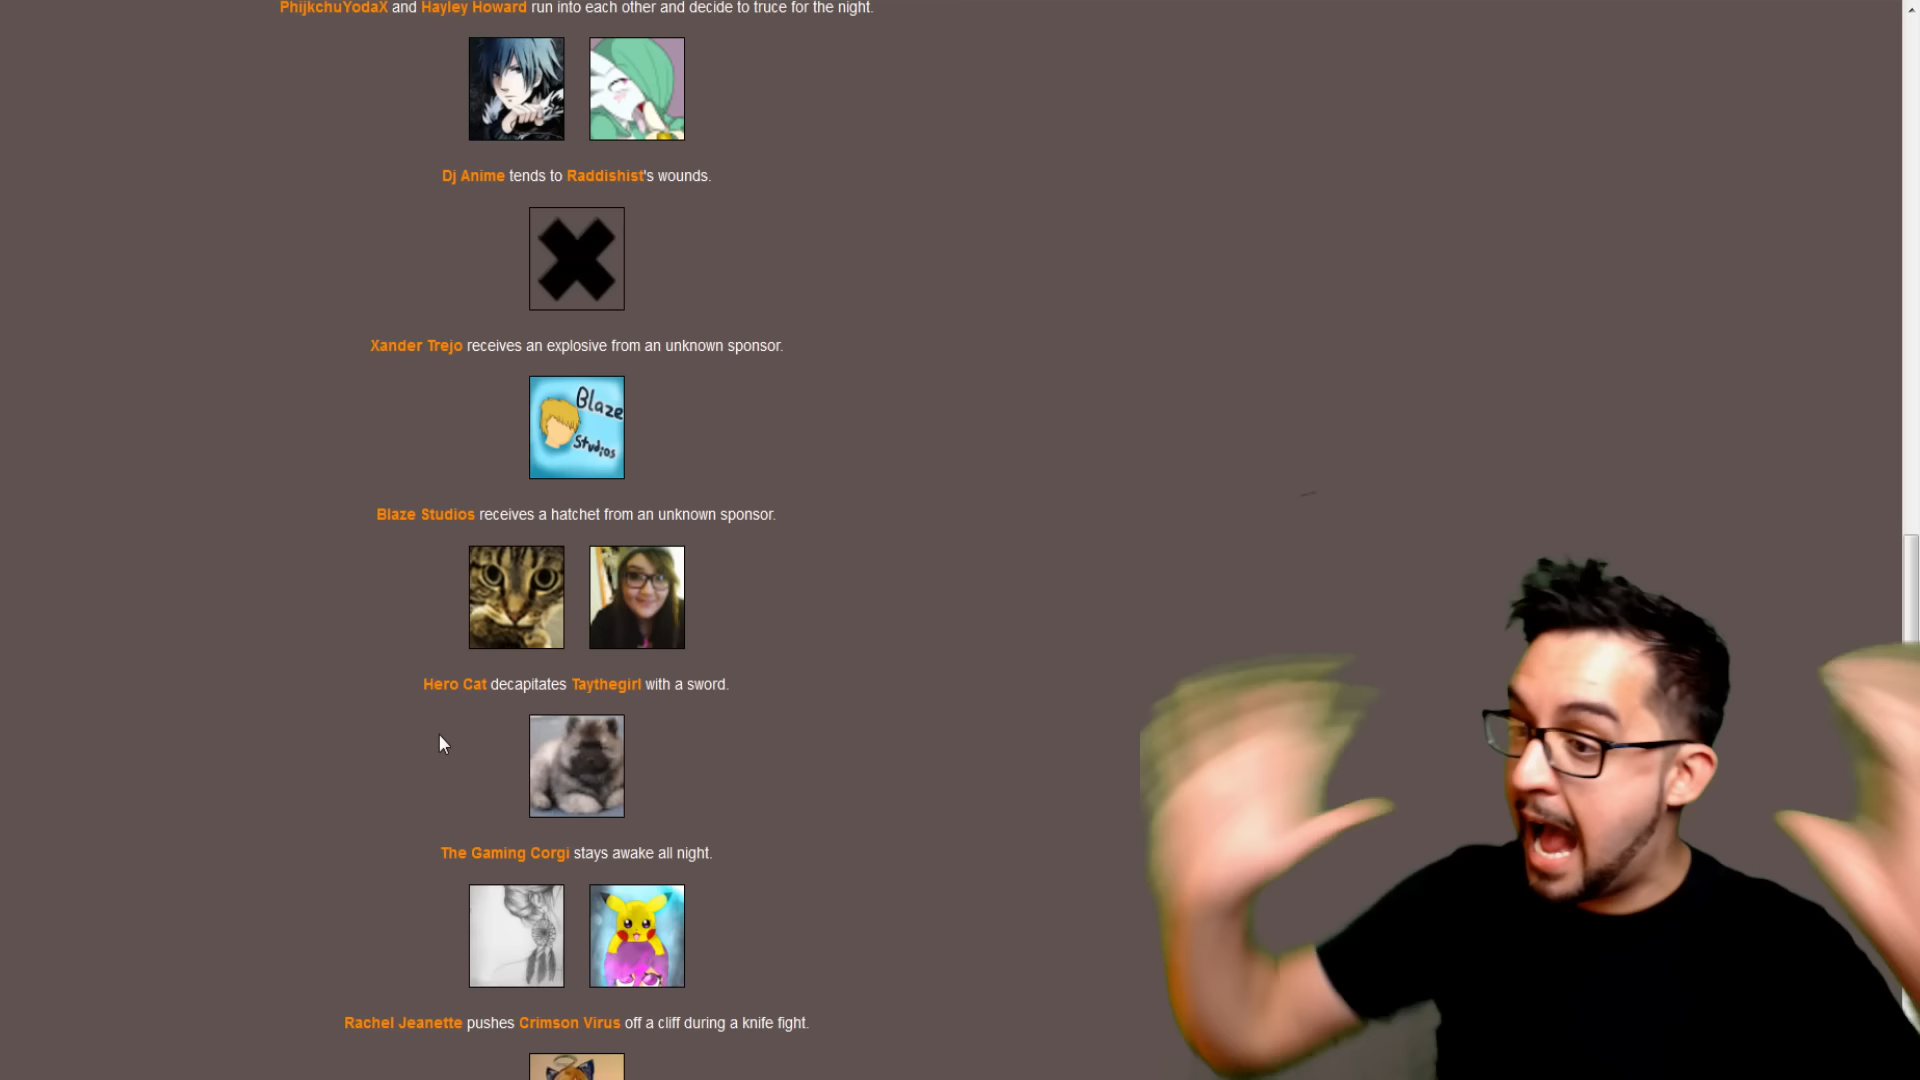 PhijkchuYodaX and Hayley Howard run into each other and decide to truce for the night.
Dj Anime tends to Raddishist's wounds.
Xander Trejo receives an explosive from an unknown sponsor.
Blaze
Studios
Blaze Studios receives a hatchet from an unknown sponsor.
Hero Cat decapitates Taythegirl with a sword.
The Gaming Corgi stays awake all night.
Rachel Jeanette pushes Crimson Virus off a cliff during a knife fight.